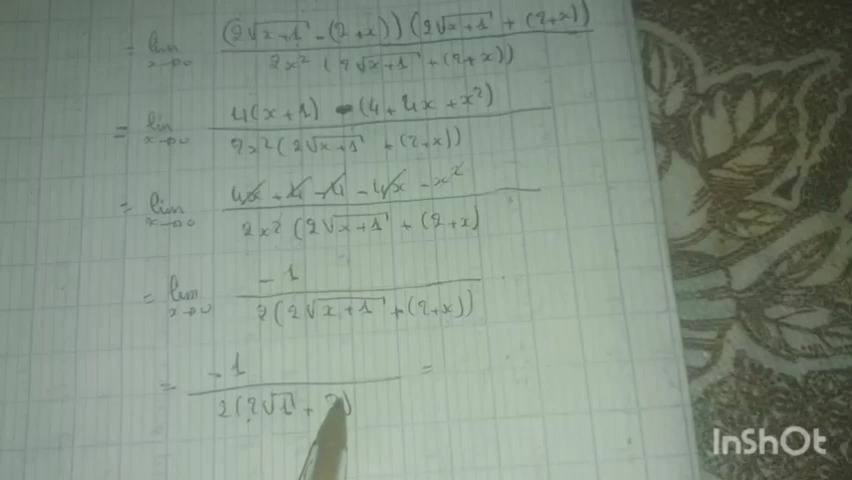 = lim x→0 (2√x+1 - (2+x)) (2√x+1 + (2+x)) / 2x² (2√x+1 + (2+x))
= lim x→0 4(x+1) - (4+4x+x²) / 2x² (2√x+1 + (2+x))
= lim x→0 4x + 4 - 4 - 4x - x² / 2x² (2√x+1 + (2+x)
= lim x→0 -1 / 2(2√x+1 + (2+x))
= -1 / 2(2√1 + 2) =
InShOt